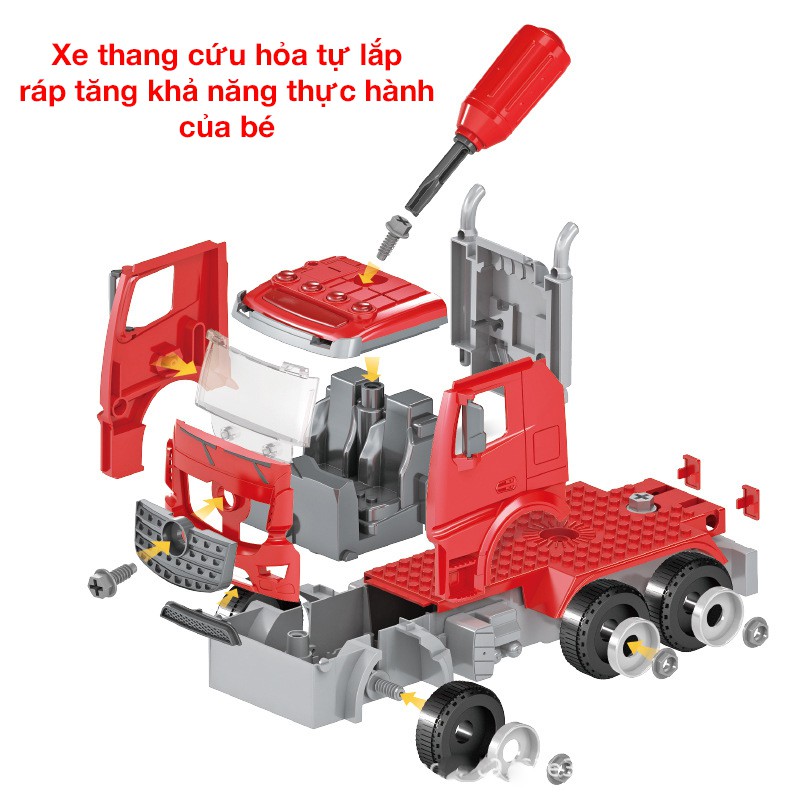 Xe thang cứu hỏa tự lắp
ráp tăng khả năng thực hành
của bé